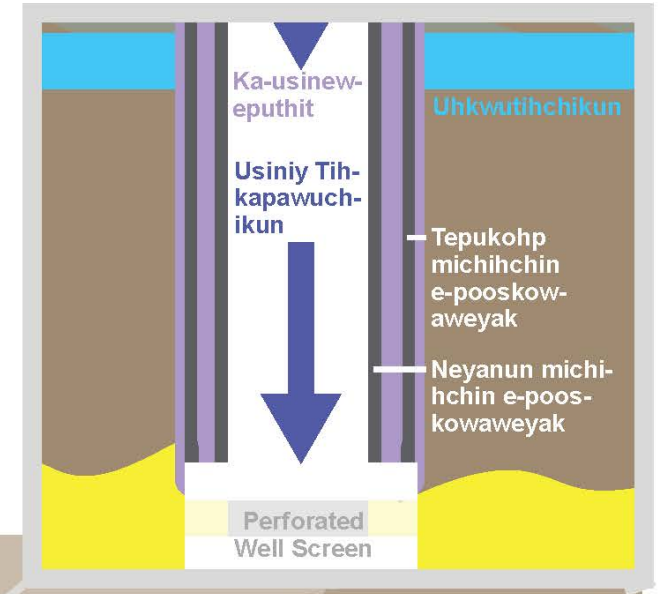 Ka-usinew-
eputhit
Uhkwutihchikun
Usiniy Tih-
kapawuch-
ikun
Tepukohp
michihchin
e-pooskow-
aweyak
Neyanun michi-
hchin e-poos-
kowaweyak
Perforated
Well Screen